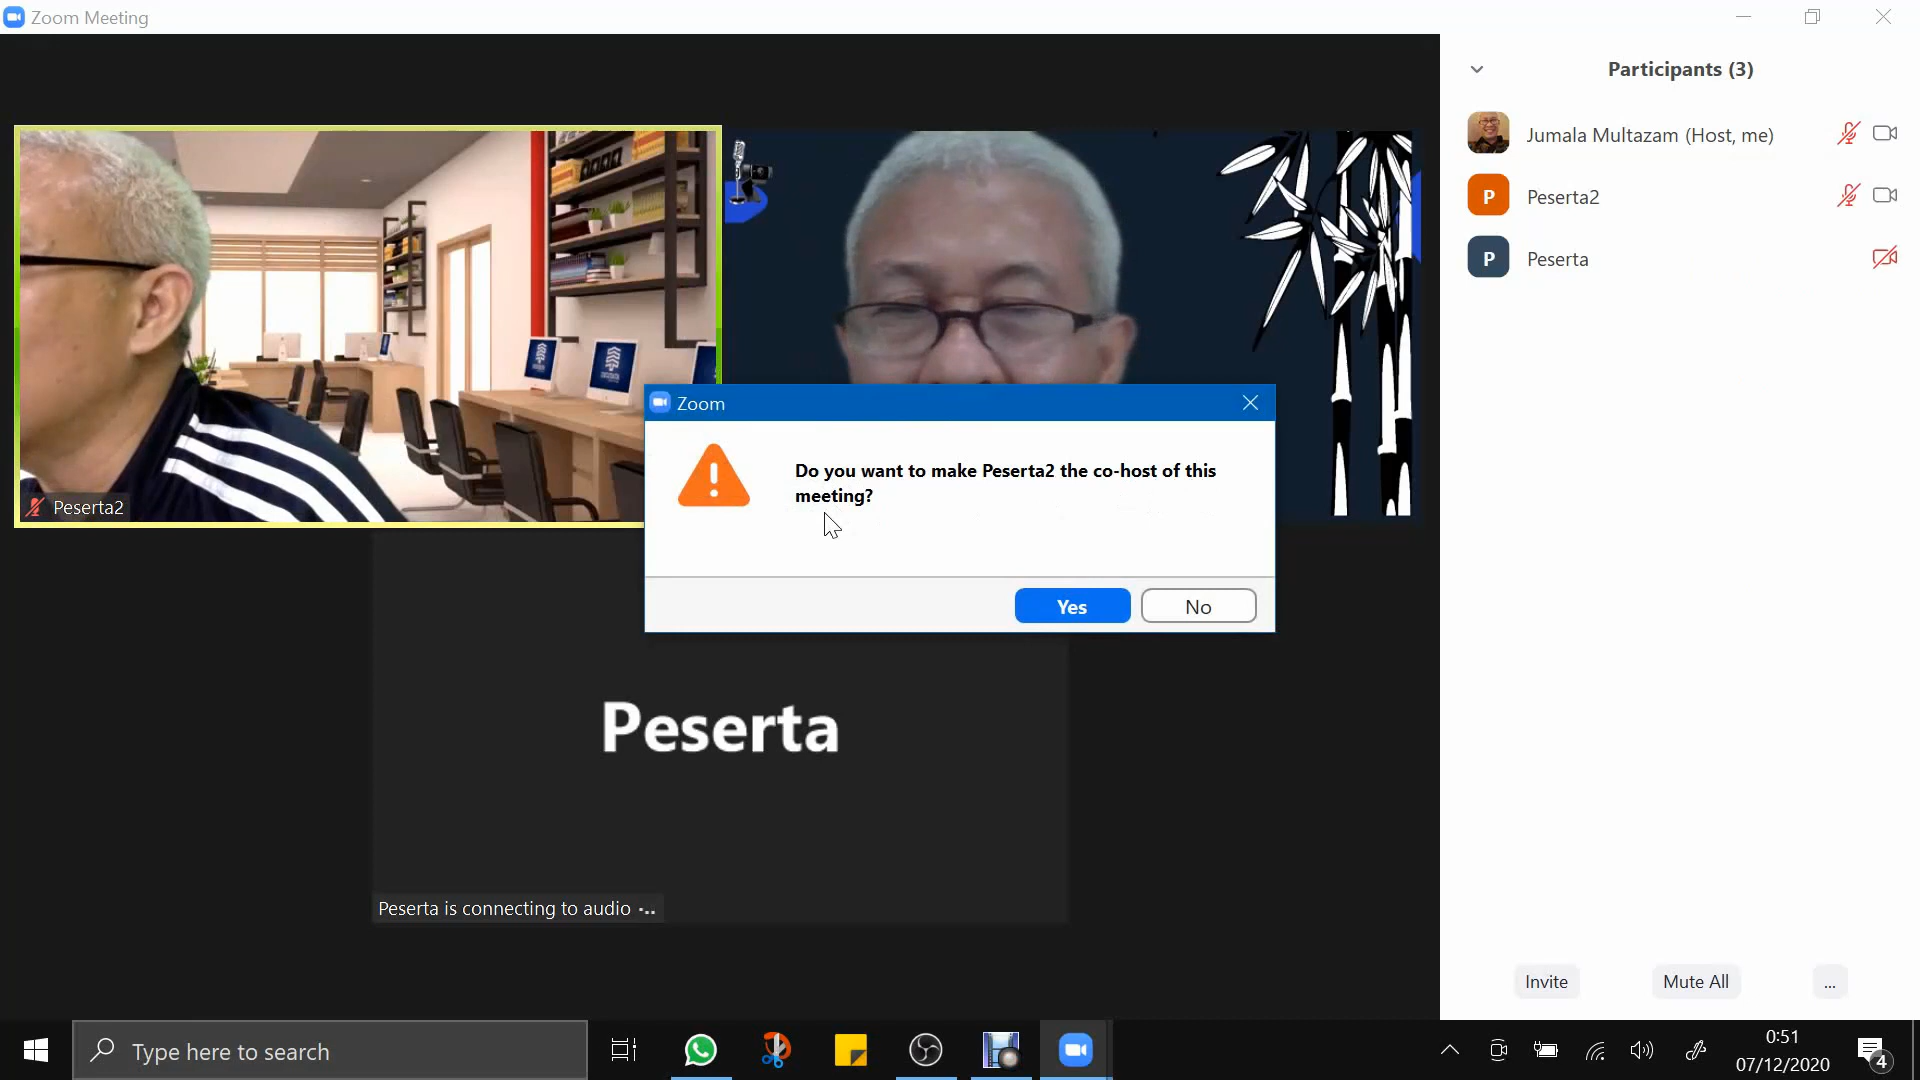 Zoom Meeting
Participants (3)
Jumala Multazam (Host, me)
P
Peserta2
P
Peserta
Peserta2
Zoom
Do you want to make Peserta2 the co-host of this
meeting?
Yes
No
Peserta
Peserta is connecting to audio
Invite
Mute All
...
Type here to search
0:51
07/12/2020
4